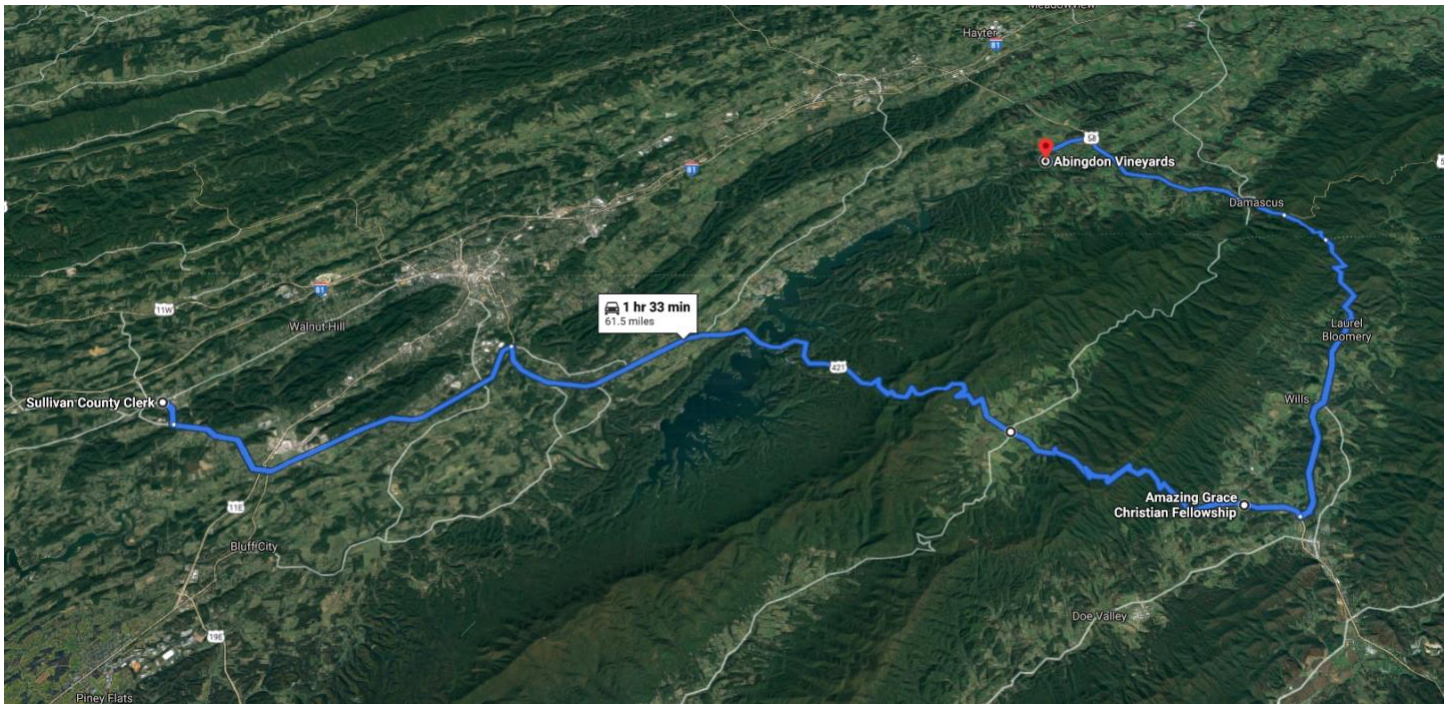 Meadowview
Hayter
81
58
Abingdon Vineyards
81
Damascus
81
11W
Walnut Hill
1 hr 33 min
61.5 miles
Laurel
Bloomery
421
Sullivan County Clerk
Wills
Amazing Grace
Christian Fellowship
11E
Bluff City
Doe Valley
19E
Piney Flats